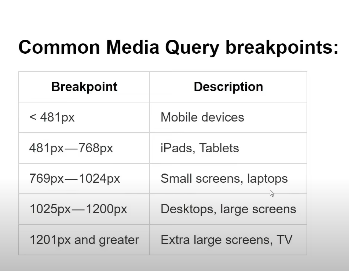 Common Media Query breakpoints:
Breakpoint Description
< 481px Mobile devices
481px—768px iPads, Tablets
769px—1024px Small screens, laptops
1025px—1200px Desktops, large screens
1201px and greater Extra large screens, TV